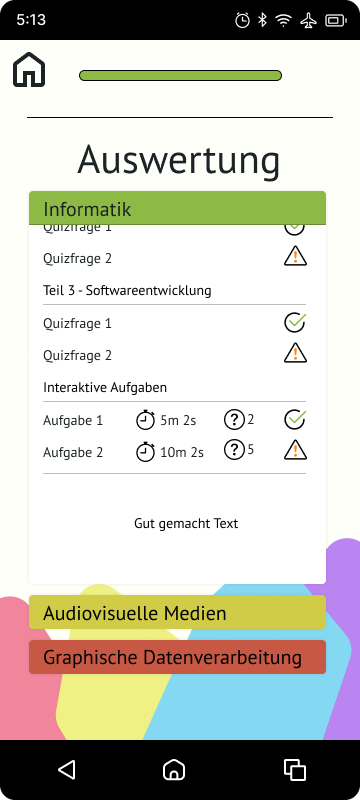 5:13
Auswertung
Informatik
Quizfrage 1
Quizfrage 2
Teil 3 - Softwareentwicklung
Quizfrage 1
Quizfrage 2
Interaktive Aufgaben
Aufgabe 1 5m 2s ? 2
Aufgabe 2 10m 2s ? 5
Gut gemacht Text
Audiovisuelle Medien
Graphische Datenverarbeitung